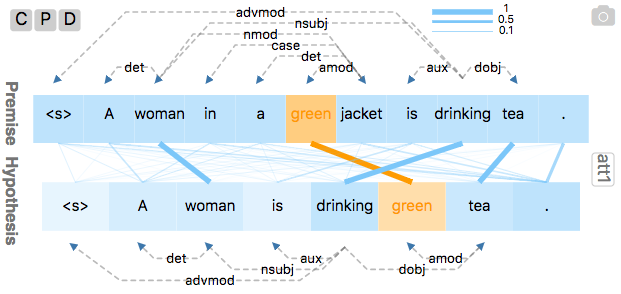 C P D
advmod
nsubj
nmod
case
det
det
amod
aux
dobj
1
0.5
0.1
Premise
<s> A woman in a green jacket is drinking tea .
att1
Hypothesis
<s> A woman is drinking green tea .
det
aux
amod
nsubj
dobj
advmod